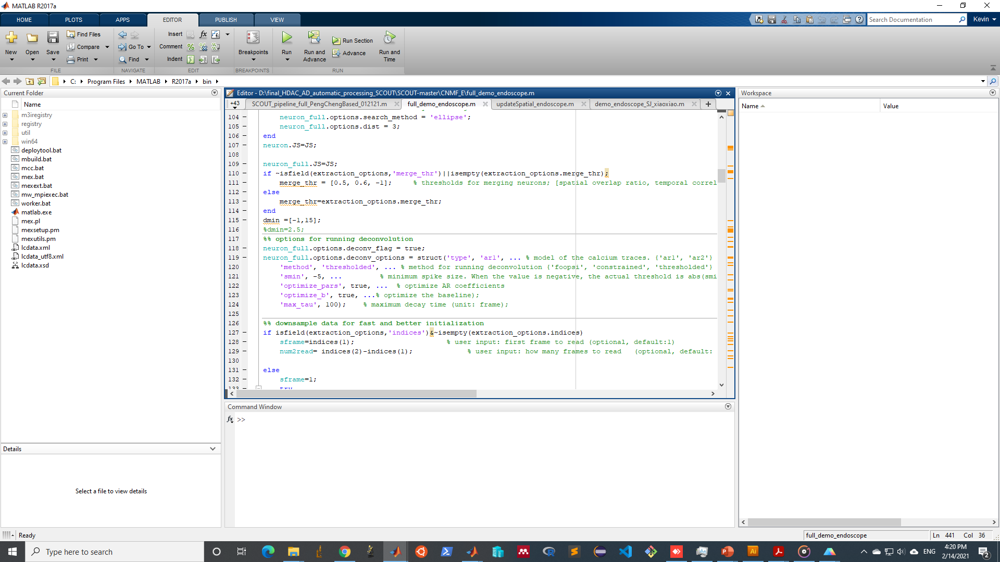 MATLAB R2017a
HOME PLOTS APPS EDITOR PUBLISH VIEW
Search Documentation Kevin
New Open Save Find Files Compare Print
FILE
Go To Find
NAVIGATE
Insert fx
Comment
Indent
EDIT
Breakpoints
BREAKPOINTS
Run Run and Advance Run Section Advance Run and Time
RUN
C: Program Files MATLAB R2017a bin
Current Folder
Name
m3iregistry
registry
util
win64
deploytool.bat
mbuild.bat
mcc.bat
mex.bat
mexext.bat
mw_mpiexec.bat
worker.bat
matlab.exe
mex.pl
mexsetup.pm
mexutils.pm
lcdata.xml
lcdata_utf8.xml
lcdata.xsd
Details
Select a file to view details
Editor - D:\final_HDAC_AD_automatic_processing_SCOUT\SCOUT-master\CNMF_E\full_demo_endoscope.m
+43 SCOUT_pipeline_full_PengChengBased_012121.m full_demo_endoscope.m updateSpatial_endoscope.m demo_endoscope_SJ_xiaoxiao.m
104 neuron_full.options.search_method = 'ellipse';
105 neuron_full.options.dist = 3;
106 end
107 neuron.JS=JS;
108
109 neuron_full.JS=JS;
110 if ~isfield(extraction_options,'merge_thr')||isempty(extraction_options.merge_thr);
111 merge_thr = [0.5, 0.6, -1]; % thresholds for merging neurons; [spatial overlap ratio, temporal correl
112 else
113 merge_thr=extraction_options.merge_thr;
114 end
115 dmin =[-1,15];
116 %dmin=2.5;
117 %% options for running deconvolution
118 neuron_full.options.deconv_flag = true;
119 neuron_full.options.deconv_options = struct('type', 'ar1', ... % model of the calcium traces. {'ar1', 'ar2'}
120 'method', 'thresholded', ... % method for running deconvolution {'foopsi', 'constrained', 'thresholded'}
121 'smin', -5, ... % minimum spike size. When the value is negative, the actual threshold is abs(smi
122 'optimize_pars', true, ... % optimize AR coefficients
123 'optimize_b', true, ...% optimize the baseline);
124 'max_tau', 100); % maximum decay time (unit: frame);
125
126 %% downsample data for fast and better initialization
127 if isfield(extraction_options,'indices')&~isempty(extraction_options.indices)
128 sframe=indices(1); % user input: first frame to read (optional, default:1)
129 num2read= indices(2)-indices(1); % user input: how many frames to read (optional, default:
130
131 else
132 sframe=1;
133 try
Command Window
fx >>
Workspace
Name Value
Ready
full_demo_endoscope Ln 441 Col 36
Type here to search
ENG
4:20 PM
2/14/2021
2